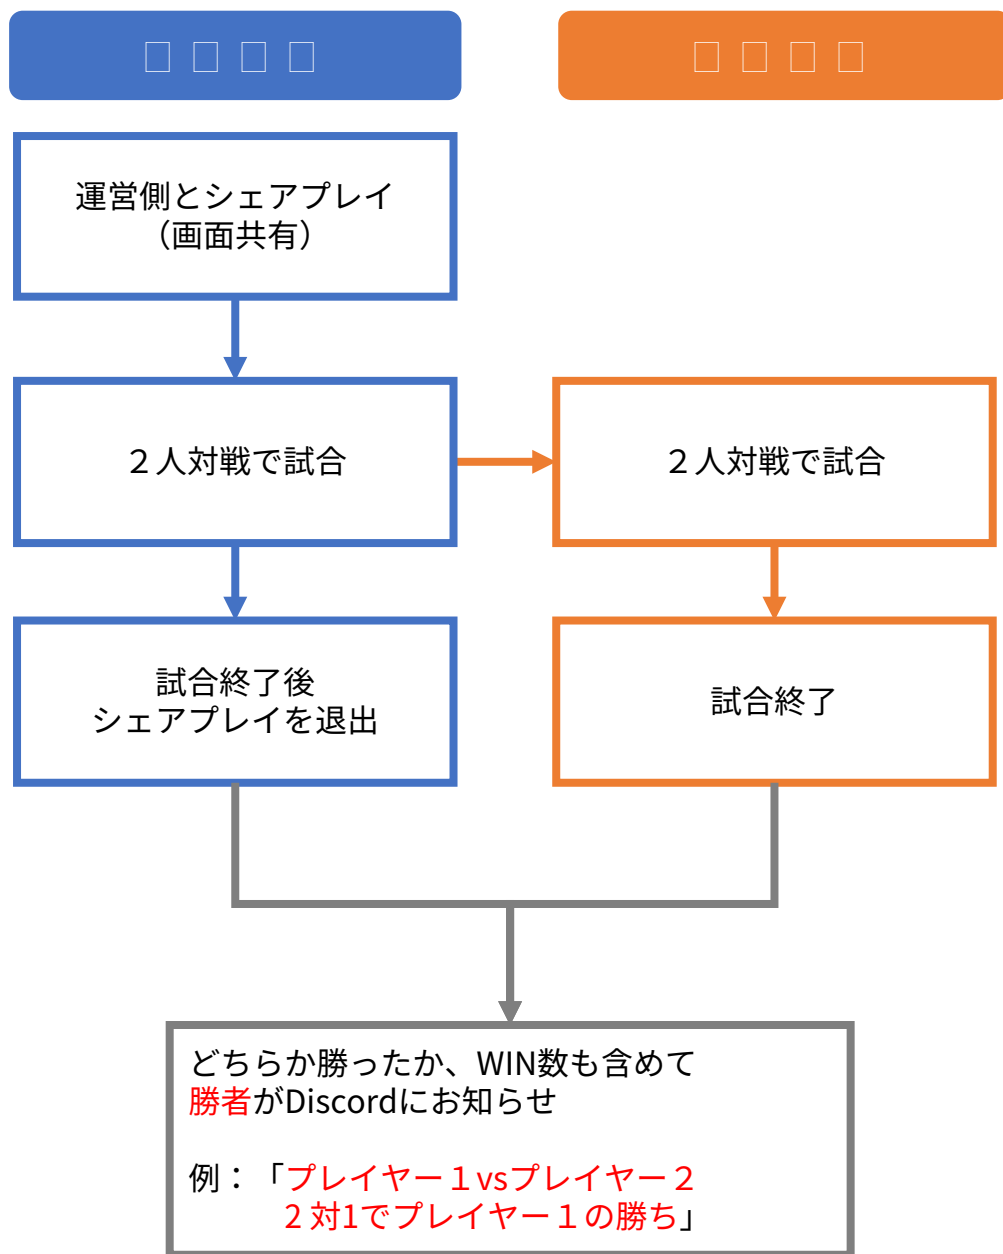 運営側とシェアプレイ
（画面共有）
２人対戦で試合
２人対戦で試合
試合終了後
シェアプレイを退出
試合終了
どちらか勝ったか、WIN数も含めて
勝者がDiscordにお知らせ
例：「プレイヤー１vsプレイヤー２
２対1でプレイヤー１の勝ち」